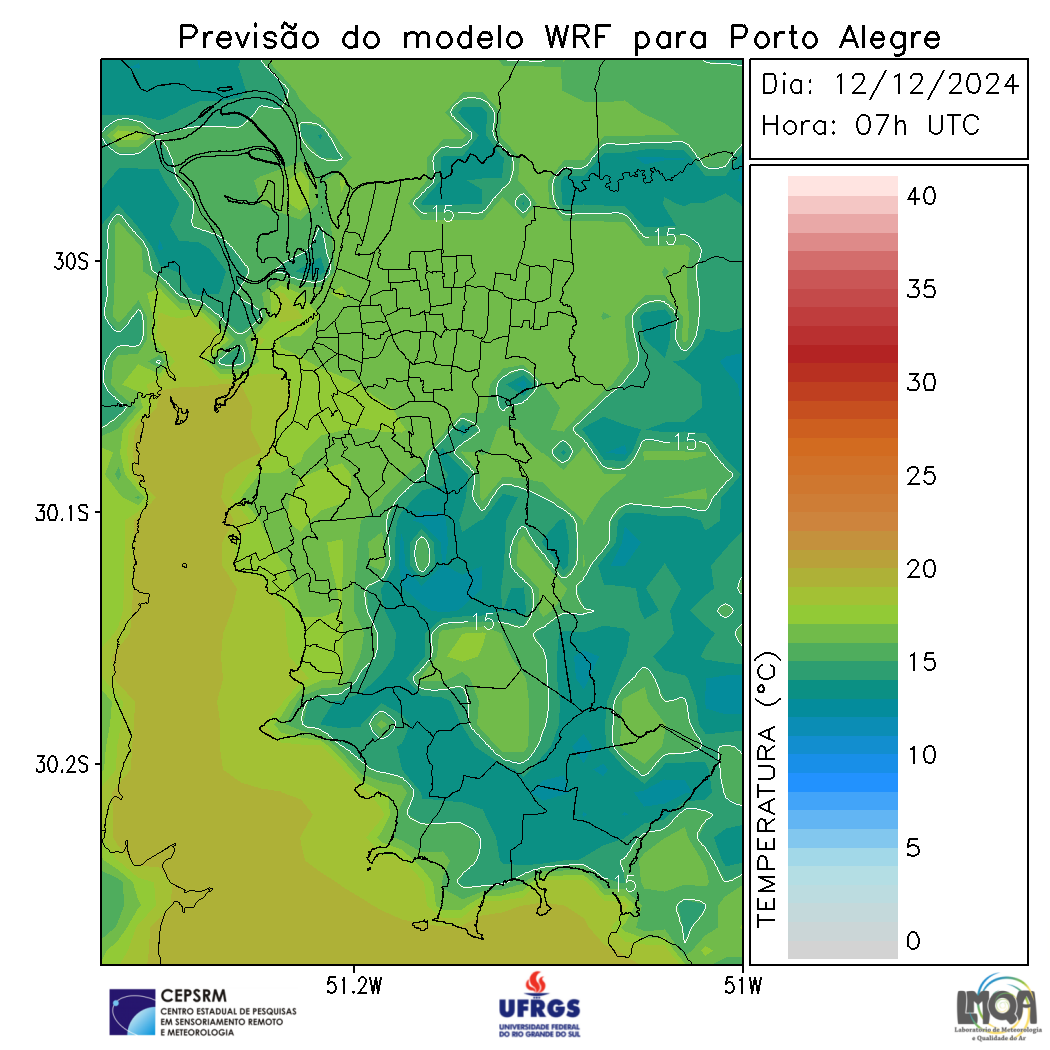 Previsão do modelo WRF para Porto Alegre
Dia: 12/12/2024
Hora: 07h UTC
40
35
30
25
20
15
10
5
0
TEMPERATURA (°C)
30S
30.1S
30.2S
51.2W
51W
15
15
15
15
15
CEPSRM
CENTRO ESTADUAL DE PESQUISAS
EM SENSORIAMENTO REMOTO
E METEOROLOGIA
UFRGS
UNIVERSIDADE FEDERAL
DO RIO GRANDE DO SUL
LMQA
Laboratório de Meteorologia
e Qualidade do Ar